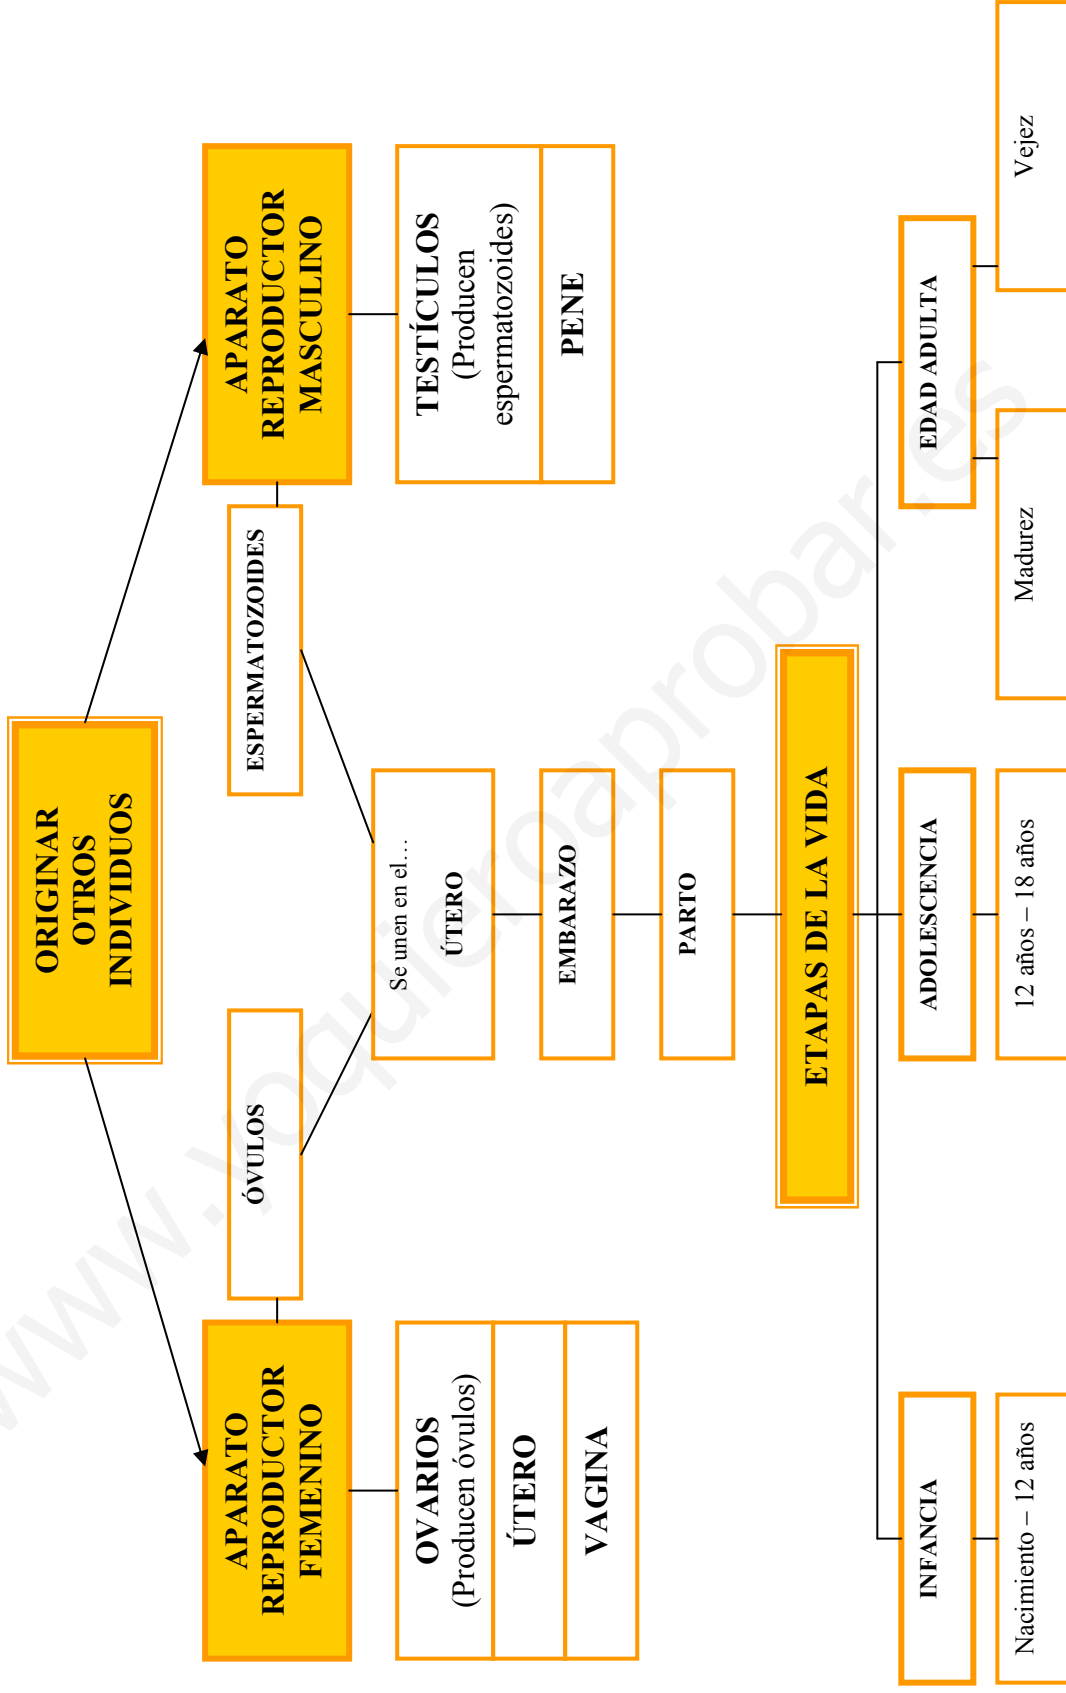 ORIGINAR
OTROS
INDIVIDUOS
APARATO
REPRODUCTOR
FEMENINO
ÓVULOS
ESPERMATOZOIDES
APARATO
REPRODUCTOR
MASCULINO
OVARIOS
(Producen óvulos)
ÚTERO
VAGINA
Se unen en el…
ÚTERO
TESTÍCULOS
(Producen
espermatozoides)
PENE
EMBARAZO
PARTO
ETAPAS DE LA VIDA
INFANCIA
ADOLESCENCIA
EDAD ADULTA
Nacimiento – 12 años
12 años – 18 años
Madurez
Vejez
www.yoquieroaprobar.es